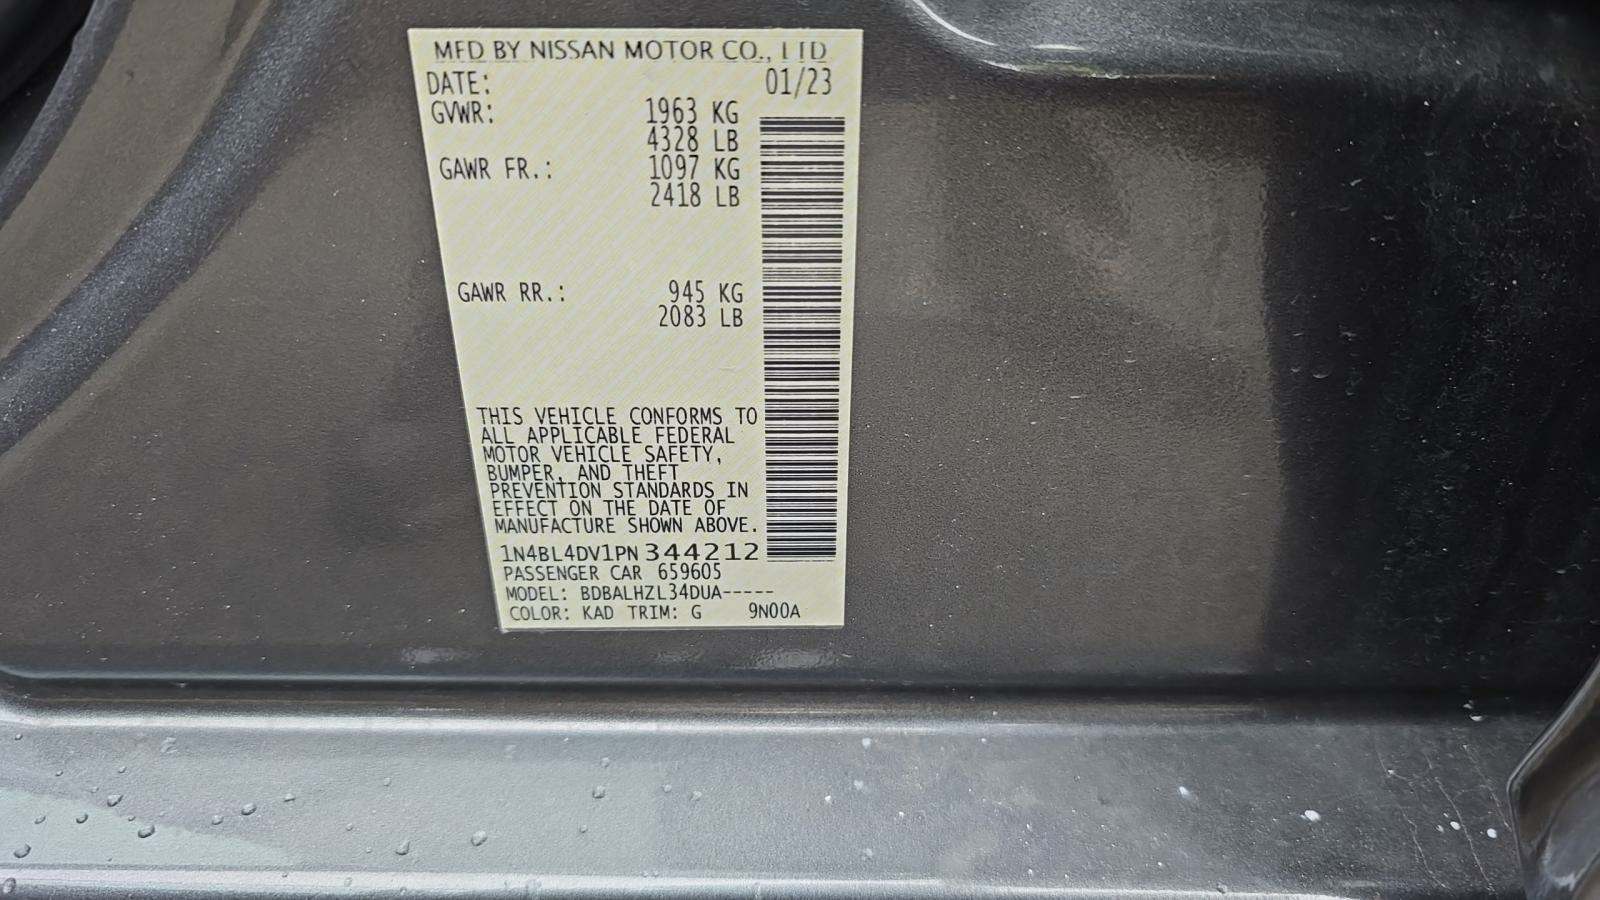 MFD BY NISSAN MOTOR CO., LTD
DATE: 01/23
GVWR: 1963 KG
4328 LB
GAWR FR.: 1097 KG
2418 LB
GAWR RR.: 945 KG
2083 LB
THIS VEHICLE CONFORMS TO
ALL APPLICABLE FEDERAL
MOTOR VEHICLE SAFETY,
BUMPER, AND THEFT
PREVENTION STANDARDS IN
EFFECT ON THE DATE OF
MANUFACTURE SHOWN ABOVE.
1N4BL4DV1PN344212
PASSENGER CAR 659605
MODEL: BDBALHZL34DUA-----
COLOR: KAD TRIM: G 9N00A